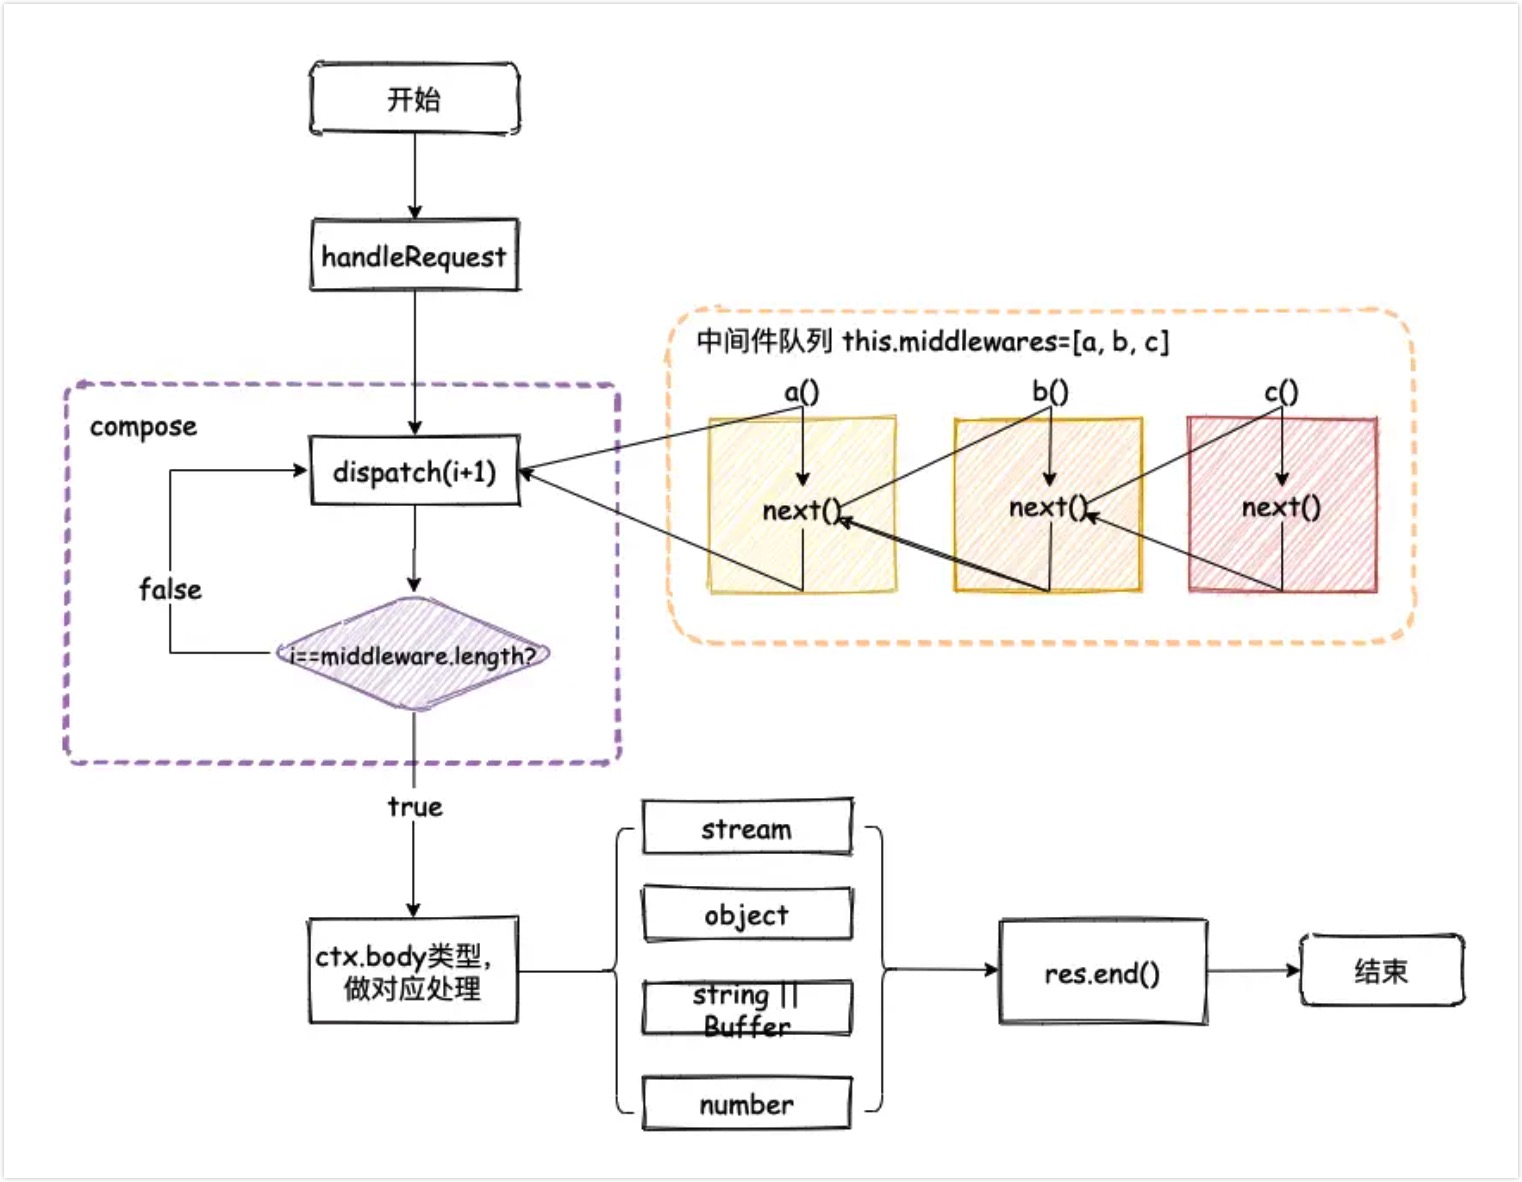 开始
handleRequest
中间件队列 this.middlewares=[a, b, c]
a()
b()
c()
compose
dispatch(i+1)
next()
next()
next()
false
i==middleware.length?
true
stream
object
ctx.body类型，
做对应处理
string ||
Buffer
number
res.end()
结束